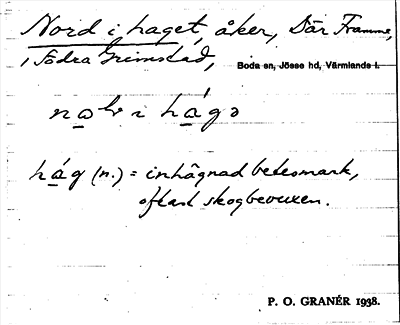 Nord i haget, åker, Där Framme,
i Södra Grimstad, Boda sn, Jösse hd, Värmlands l.
i hágə
hág (n.) = inhägnad betesmark,
oftast skogbevuxen.
P. O. GRANÉR 1938.